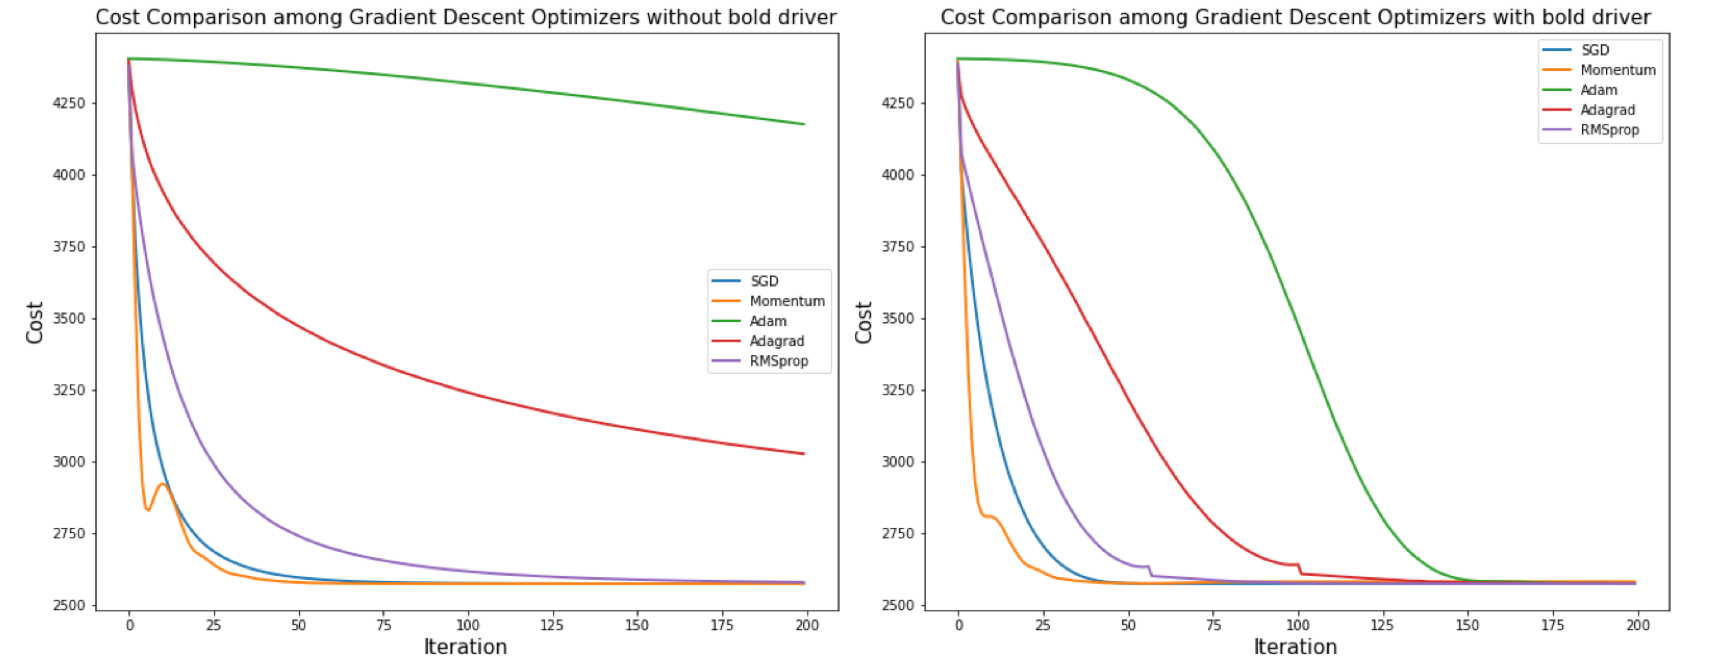 Cost Comparison among Gradient Descent Optimizers without bold driver
4250
4000
3750
3500
3250
3000
2750
2500
Cost
SGD
Momentum
Adam
Adagrad
RMSprop
0 25 50 75 100 125 150 175 200
Iteration
Cost Comparison among Gradient Descent Optimizers with bold driver
SGD
Momentum
Adam
Adagrad
RMSprop
4250
4000
3750
3500
3250
3000
2750
2500
Cost
0 25 50 75 100 125 150 175 200
Iteration